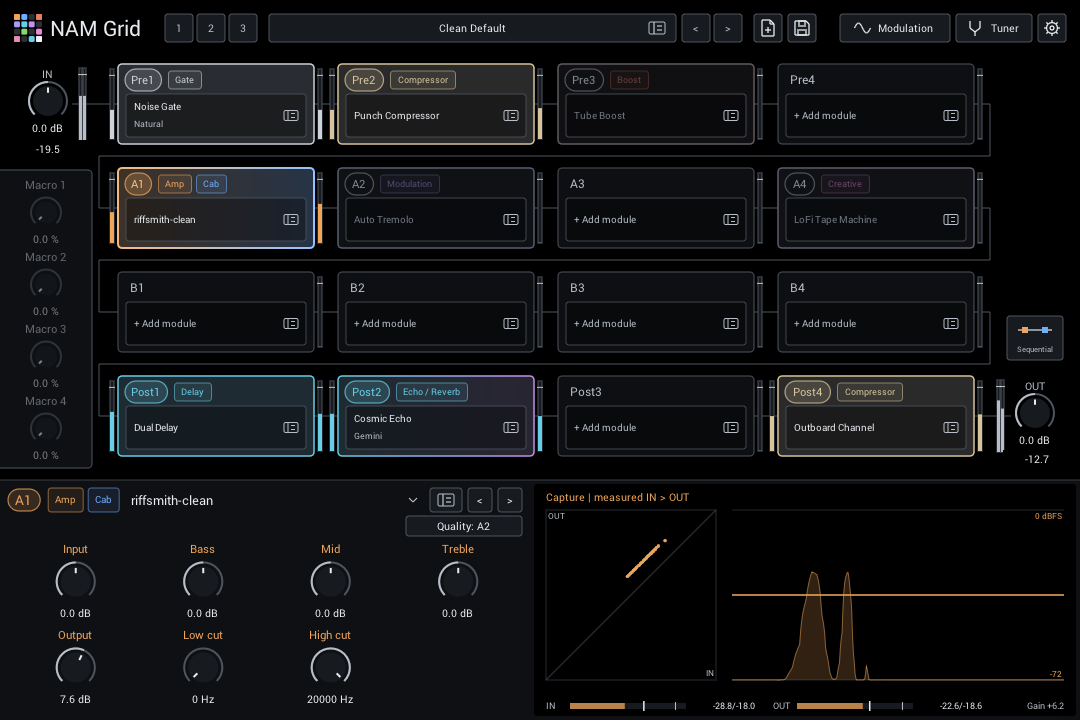 NAM Grid
1 2 3
Clean Default
< >
Modulation
Tuner
IN
0.0 dB
-19.5
Pre1 Gate
Noise Gate
Natural
Pre2 Compressor
Punch Compressor
Pre3 Boost
Tube Boost
Pre4
+ Add module
Macro 1
0.0 %
Macro 2
0.0 %
Macro 3
0.0 %
Macro 4
0.0 %
A1 Amp Cab
riffsmith-clean
A2 Modulation
Auto Tremolo
A3
+ Add module
A4 Creative
LoFi Tape Machine
B1
+ Add module
B2
+ Add module
B3
+ Add module
B4
+ Add module
Sequential
Post1 Delay
Dual Delay
Post2 Echo / Reverb
Cosmic Echo
Gemini
Post3
+ Add module
Post4 Compressor
Outboard Channel
OUT
0.0 dB
-12.7
A1 Amp Cab riffsmith-clean
< >
Quality: A2
Input Bass Mid Treble
0.0 dB 0.0 dB 0.0 dB 0.0 dB
Output Low cut High cut
7.6 dB 0 Hz 20000 Hz
Capture | measured IN > OUT
OUT
IN
0 dBFS
-72
IN -28.8/-18.0 OUT -22.6/-18.6 Gain +6.2